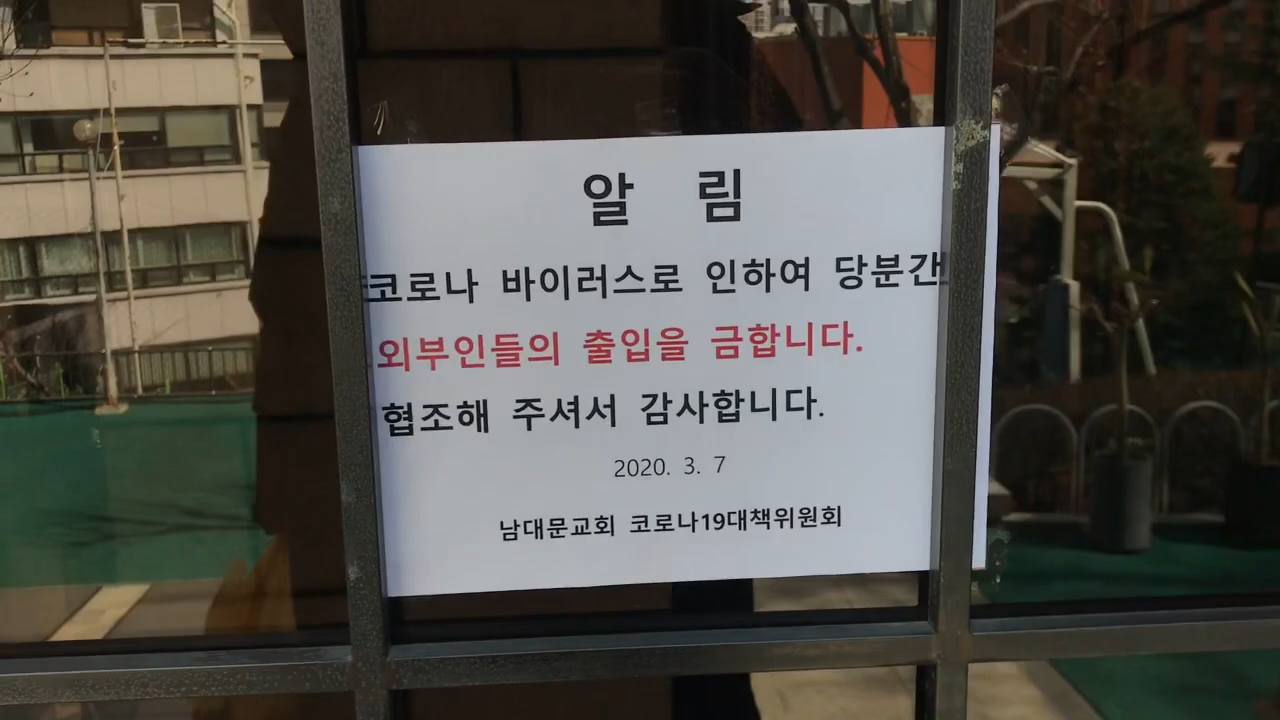 알 림
코로나 바이러스로 인하여 당분간
외부인들의 출입을 금합니다.
협조해 주셔서 감사합니다.
2020. 3. 7
남대문교회 코로나19대책위원회